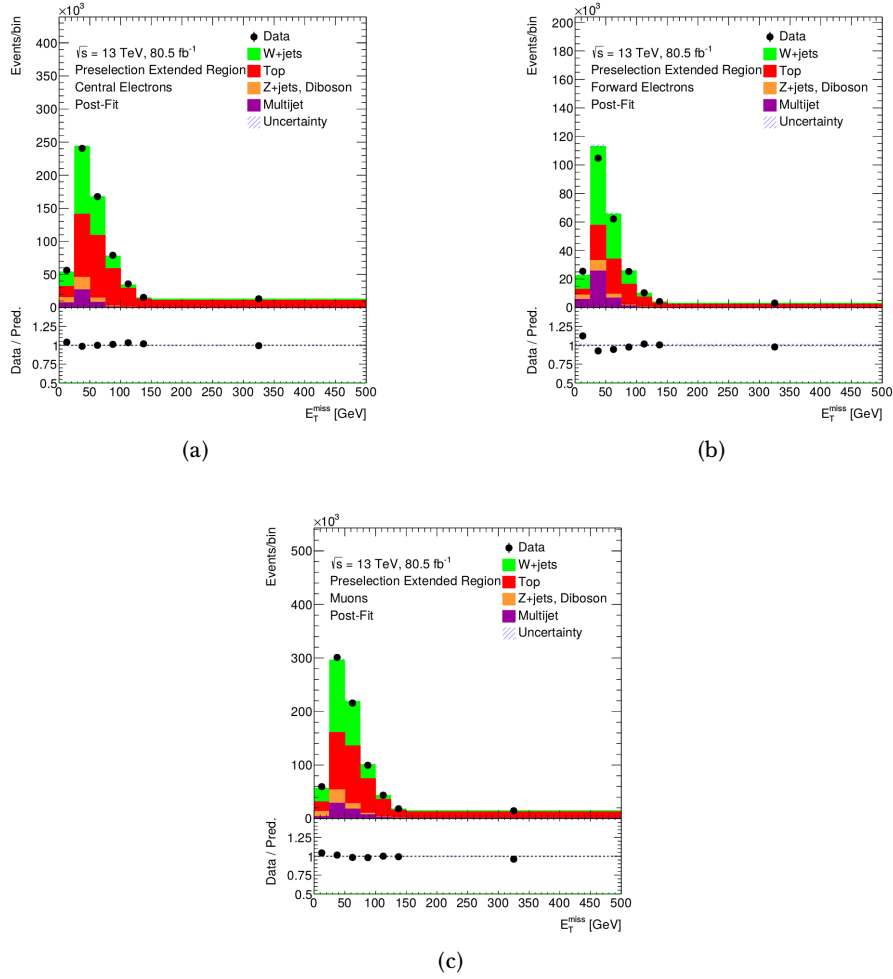 ×10³
Events/bin
400
350
300
250
200
150
100
50
0
√s = 13 TeV, 80.5 fb⁻¹
Preselection Extended Region
Central Electrons
Post-Fit
Data
W+jets
Top
Z+jets, Diboson
Multijet
Uncertainty
Data / Pred.
1.25
1
0.75
0.5
0 50 100 150 200 250 300 350 400 450 500
E_T^miss [GeV]
(a)
×10³
Events/bin
200
180
160
140
120
100
80
60
40
20
0
√s = 13 TeV, 80.5 fb⁻¹
Preselection Extended Region
Forward Electrons
Post-Fit
Data
W+jets
Top
Z+jets, Diboson
Multijet
Uncertainty
Data / Pred.
1.25
1
0.75
0.5
0 50 100 150 200 250 300 350 400 450 500
E_T^miss [GeV]
(b)
×10³
Events/bin
500
400
300
200
100
0
√s = 13 TeV, 80.5 fb⁻¹
Preselection Extended Region
Muons
Post-Fit
Data
W+jets
Top
Z+jets, Diboson
Multijet
Uncertainty
Data / Pred.
1.25
1
0.75
0.5
0 50 100 150 200 250 300 350 400 450 500
E_T^miss [GeV]
(c)